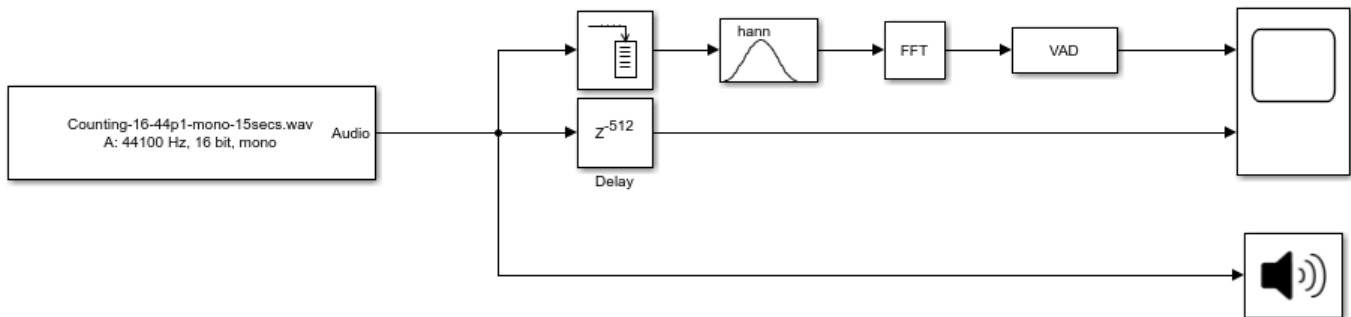 Counting-16-44p1-mono-15secs.wav
A: 44100 Hz, 16 bit, mono
Audio
hann
FFT
VAD
Z-512
Delay